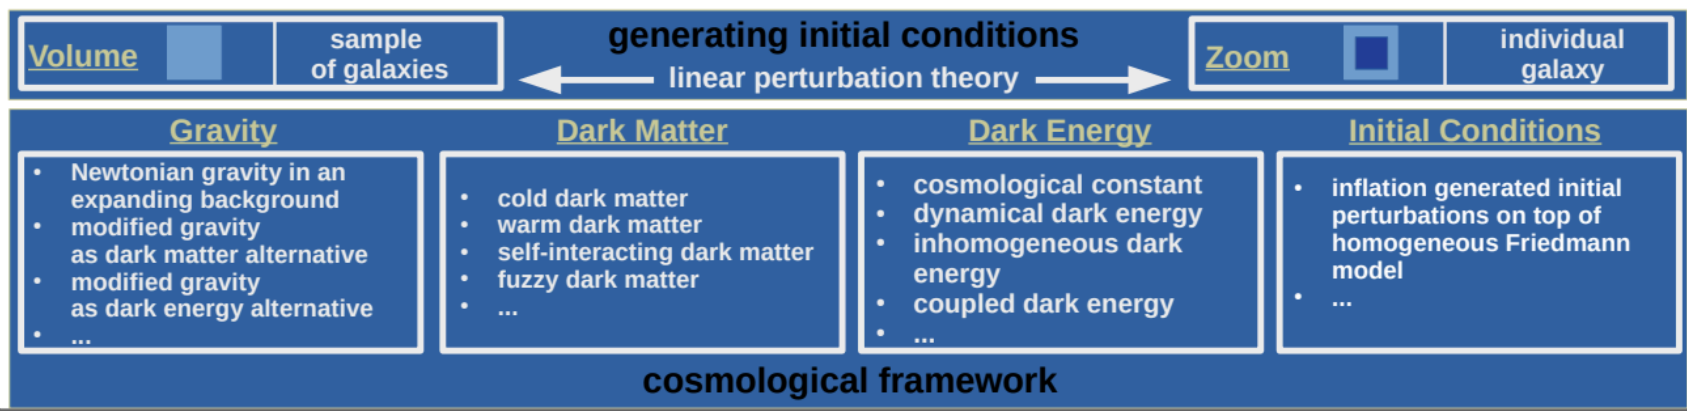 generating initial conditions
Volume
sample
of galaxies
linear perturbation theory
Zoom
individual
galaxy
Gravity
• Newtonian gravity in an
expanding background
• modified gravity
as dark matter alternative
• modified gravity
as dark energy alternative
• ...
Dark Matter
• cold dark matter
• warm dark matter
• self-interacting dark matter
• fuzzy dark matter
• ...
Dark Energy
• cosmological constant
• dynamical dark energy
• inhomogeneous dark
energy
• coupled dark energy
• ...
Initial Conditions
• inflation generated initial
perturbations on top of
homogeneous Friedmann
model
• ...
cosmological framework